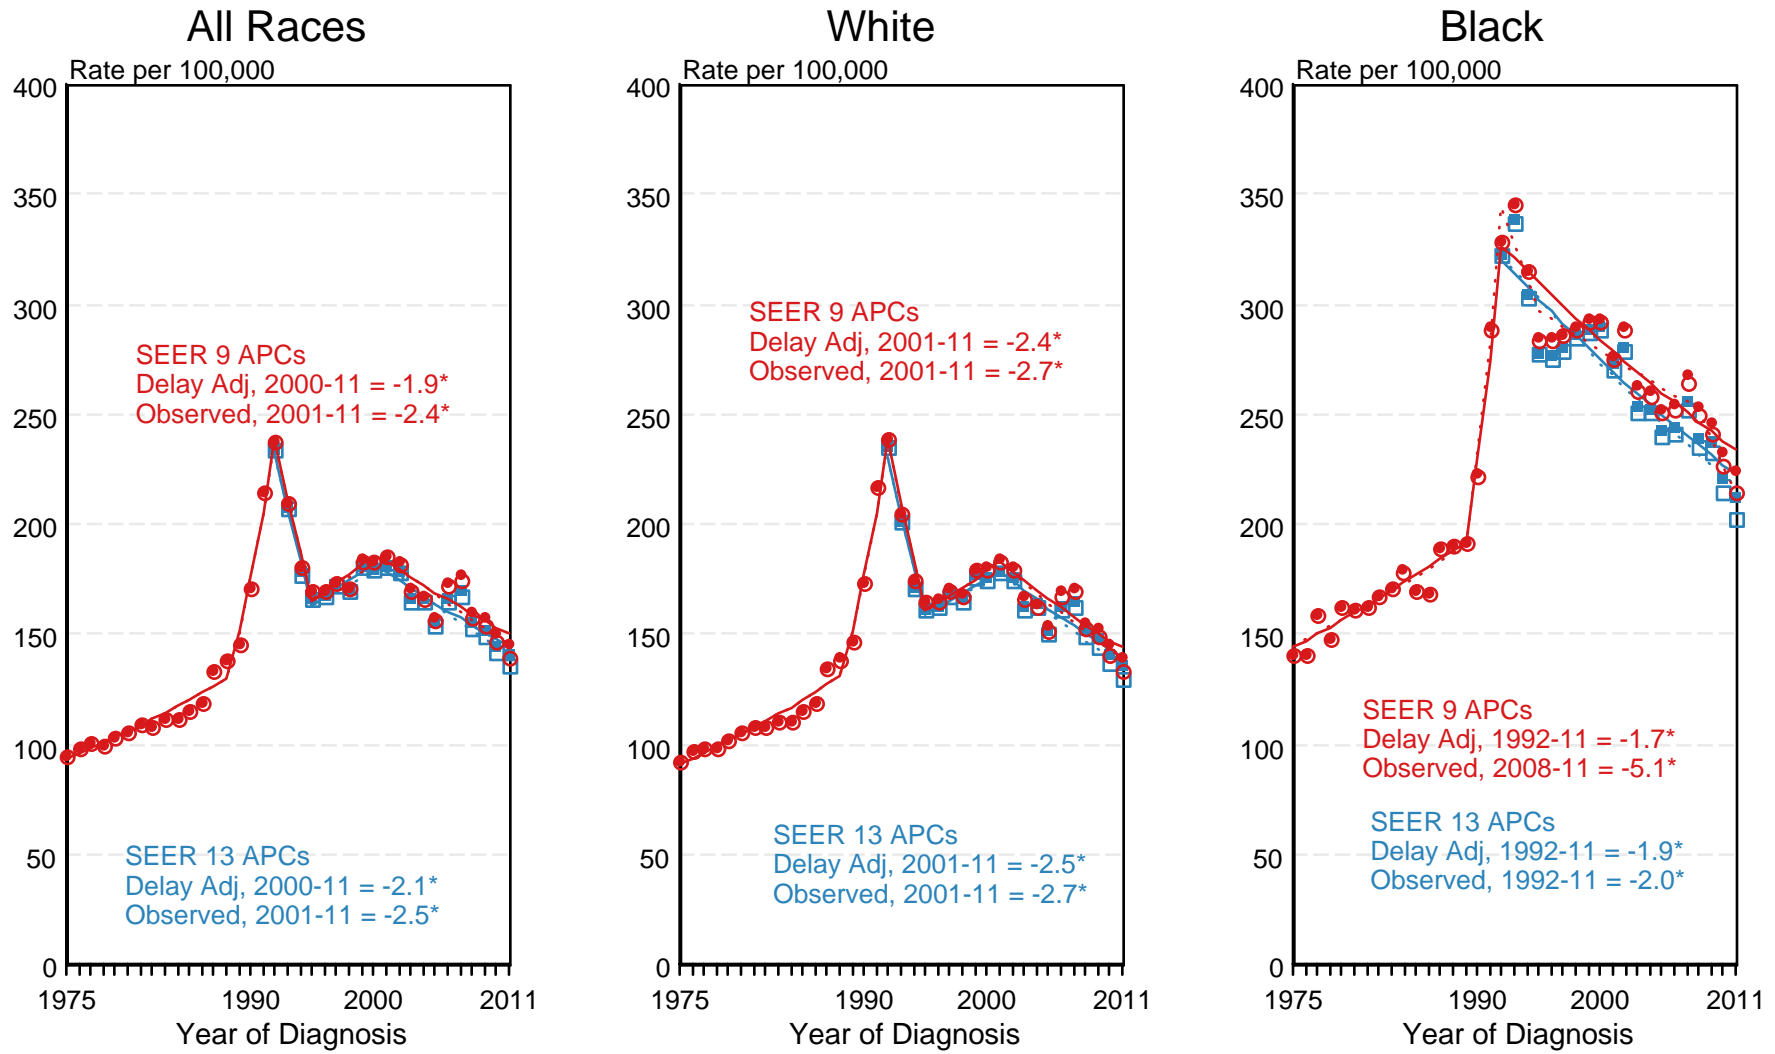 All Races
Rate per 100,000
400
350
300
250
200
150
100
50
0
SEER 9 APCs
Delay Adj, 2000-11 = -1.9*
Observed, 2001-11 = -2.4*
SEER 13 APCs
Delay Adj, 2000-11 = -2.1*
Observed, 2001-11 = -2.5*
1975 1990 2000 2011
Year of Diagnosis
White
Rate per 100,000
400
350
300
250
200
150
100
50
0
SEER 9 APCs
Delay Adj, 2001-11 = -2.4*
Observed, 2001-11 = -2.7*
SEER 13 APCs
Delay Adj, 2001-11 = -2.5*
Observed, 2001-11 = -2.7*
1975 1990 2000 2011
Year of Diagnosis
Black
Rate per 100,000
400
350
300
250
200
150
100
50
0
SEER 9 APCs
Delay Adj, 1992-11 = -1.7*
Observed, 2008-11 = -5.1*
SEER 13 APCs
Delay Adj, 1992-11 = -1.9*
Observed, 1992-11 = -2.0*
1975 1990 2000 2011
Year of Diagnosis